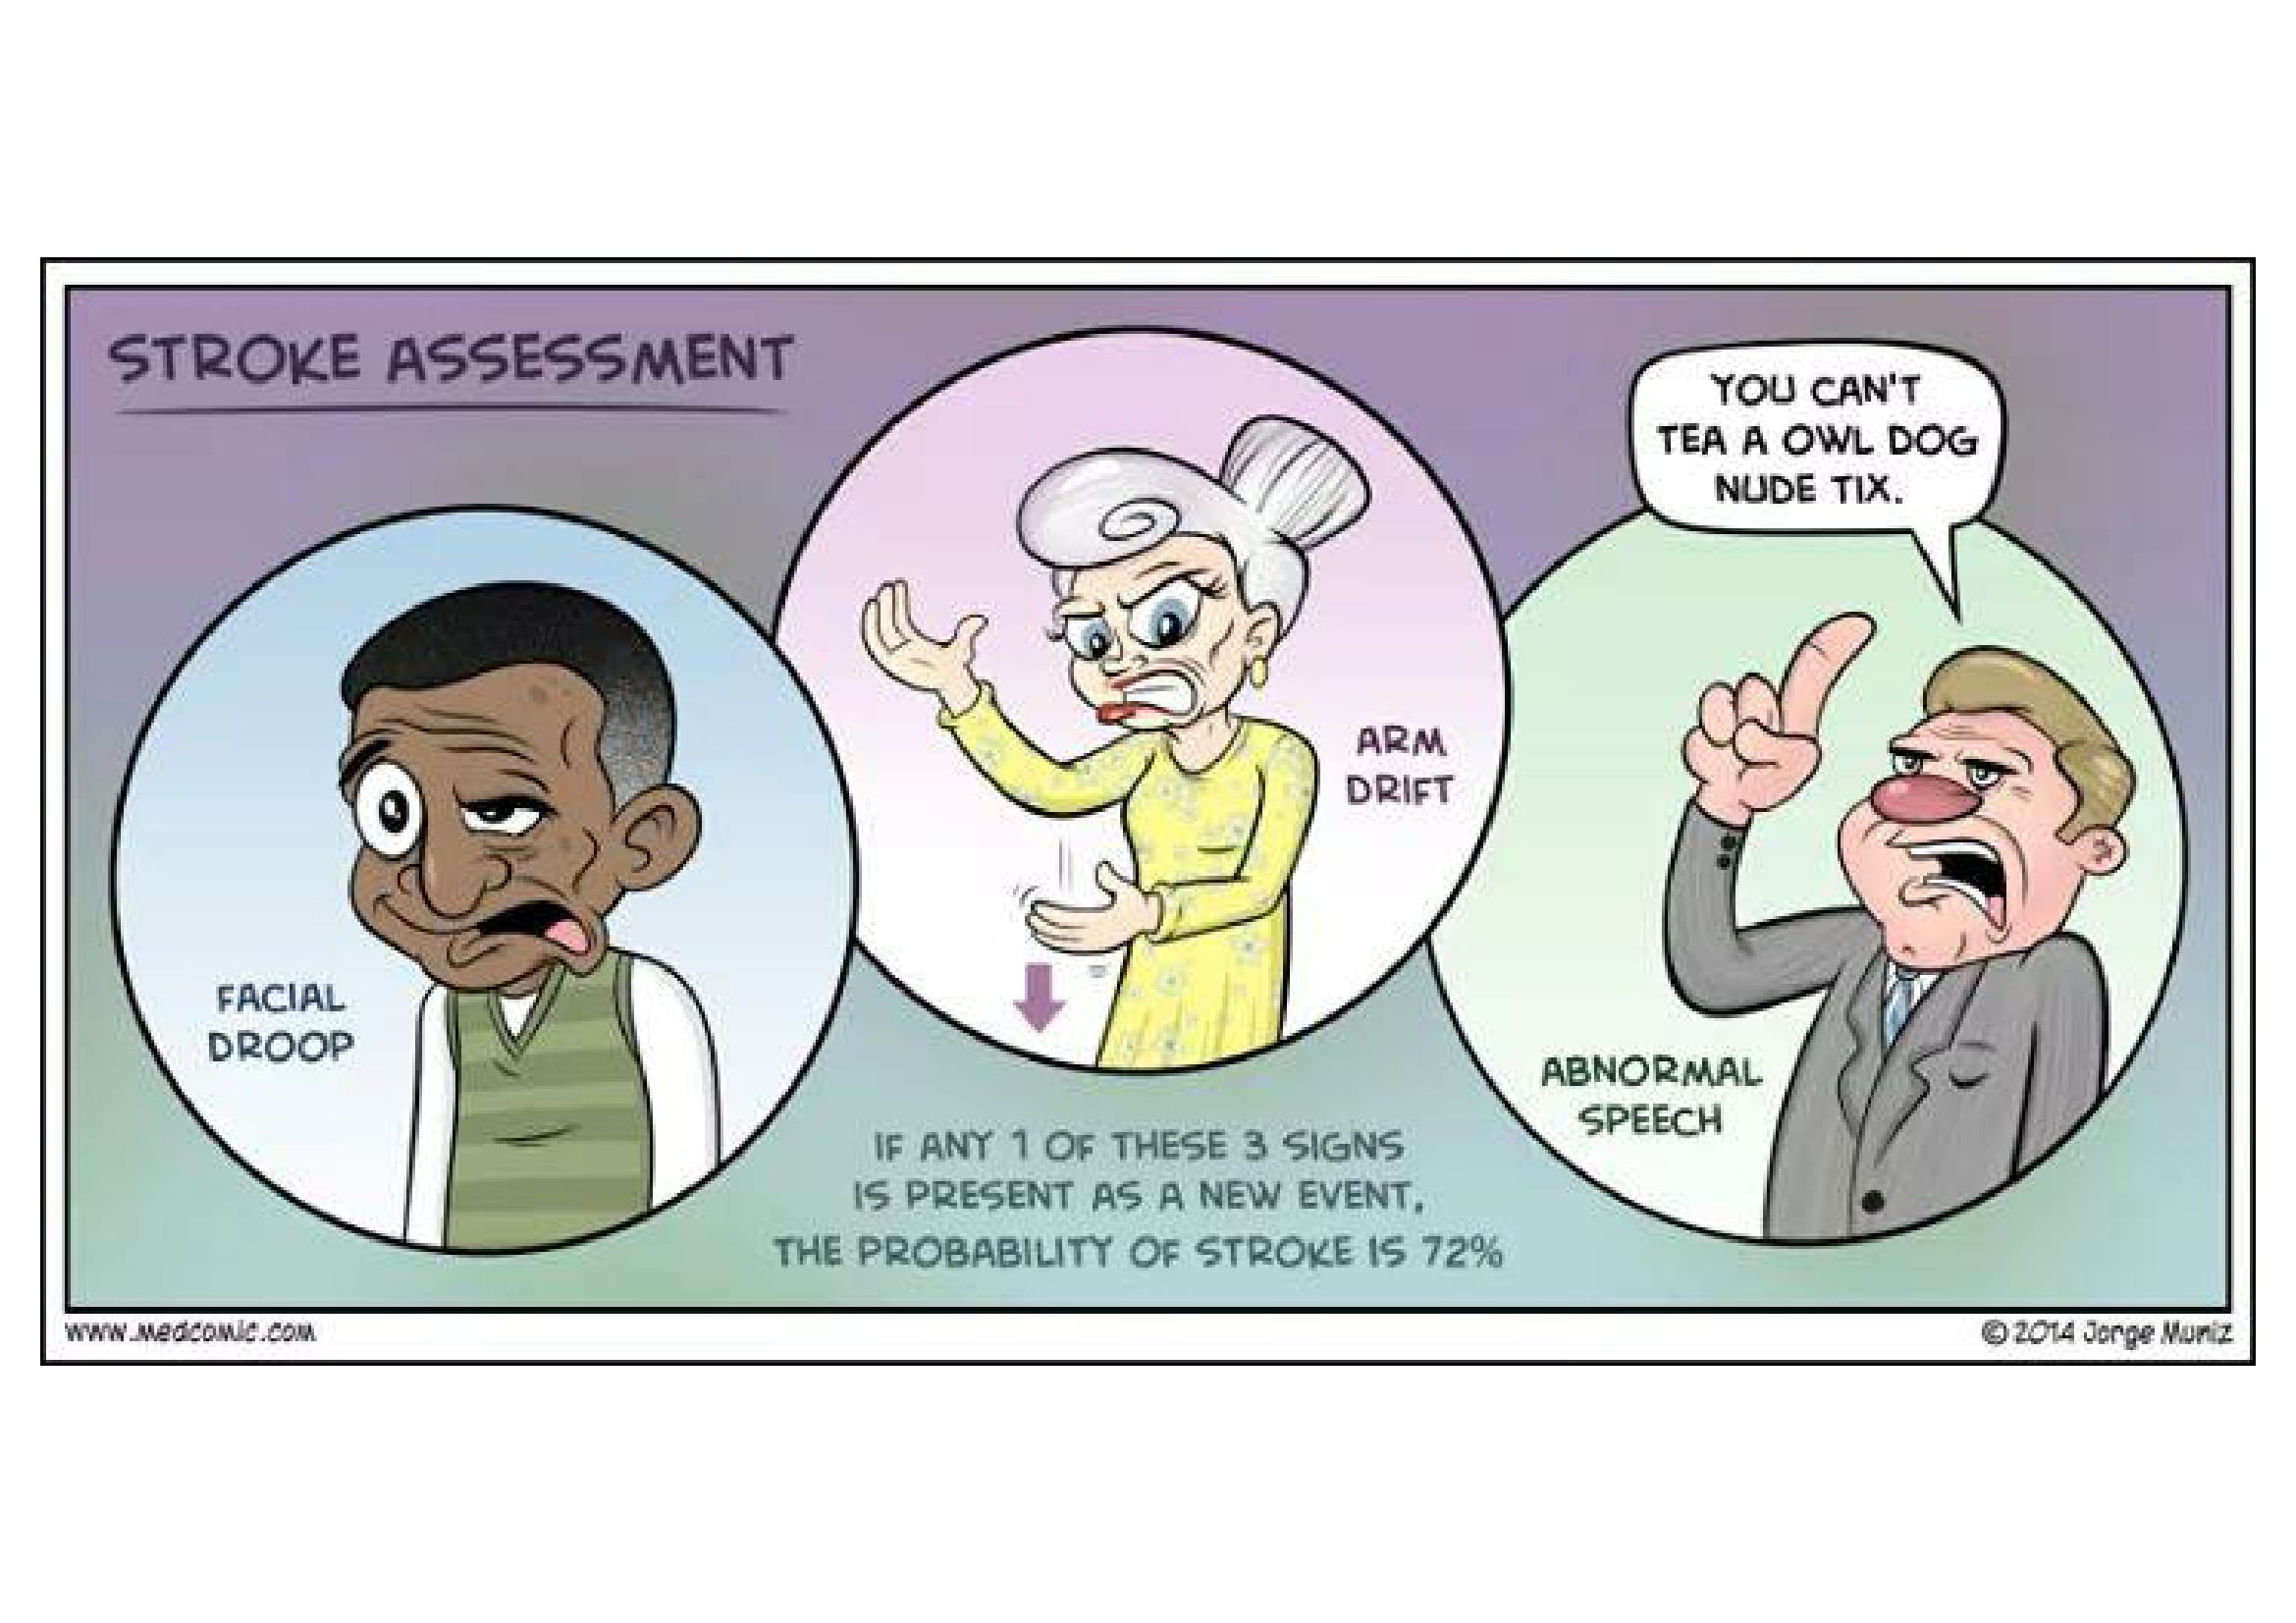 STROKE ASSESSMENT
YOU CAN'T
TEA A OWL DOG
NUDE TIX.
ARM
DRIFT
FACIAL
DROOP
ABNORMAL
SPEECH
IF ANY 1 OF THESE 3 SIGNS
IS PRESENT AS A NEW EVENT,
THE PROBABILITY OF STROKE IS 72%
www.medcomic.com
© 2014 Jorge Muniz